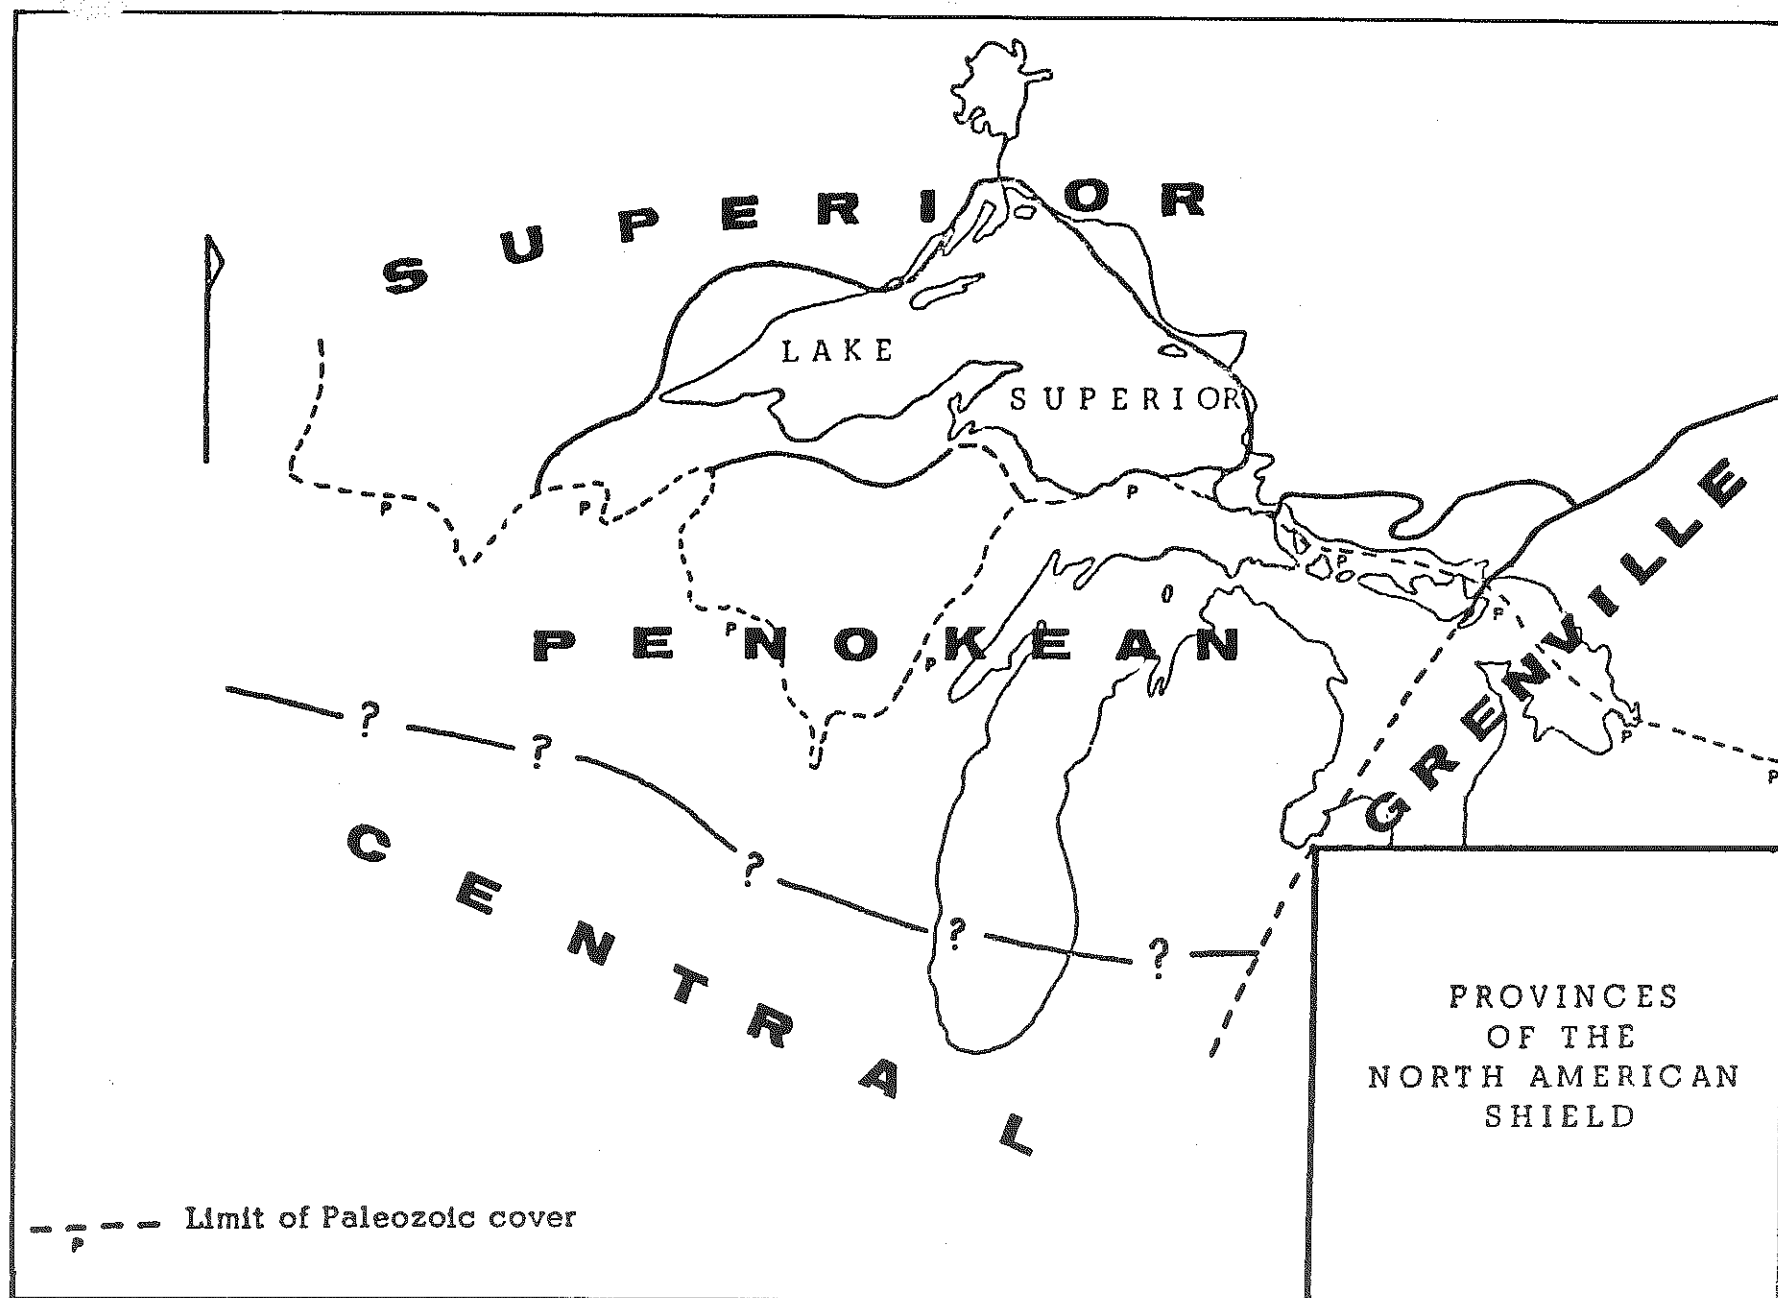 SUPERIOR
LAKE
SUPERIOR
P
P
P
P
P
P
P
P
P
PENOKEAN
GRENVILLE
?
?
?
?
?
CENTRAL
PROVINCES
OF THE
NORTH AMERICAN
SHIELD
Limit of Paleozoic cover
P